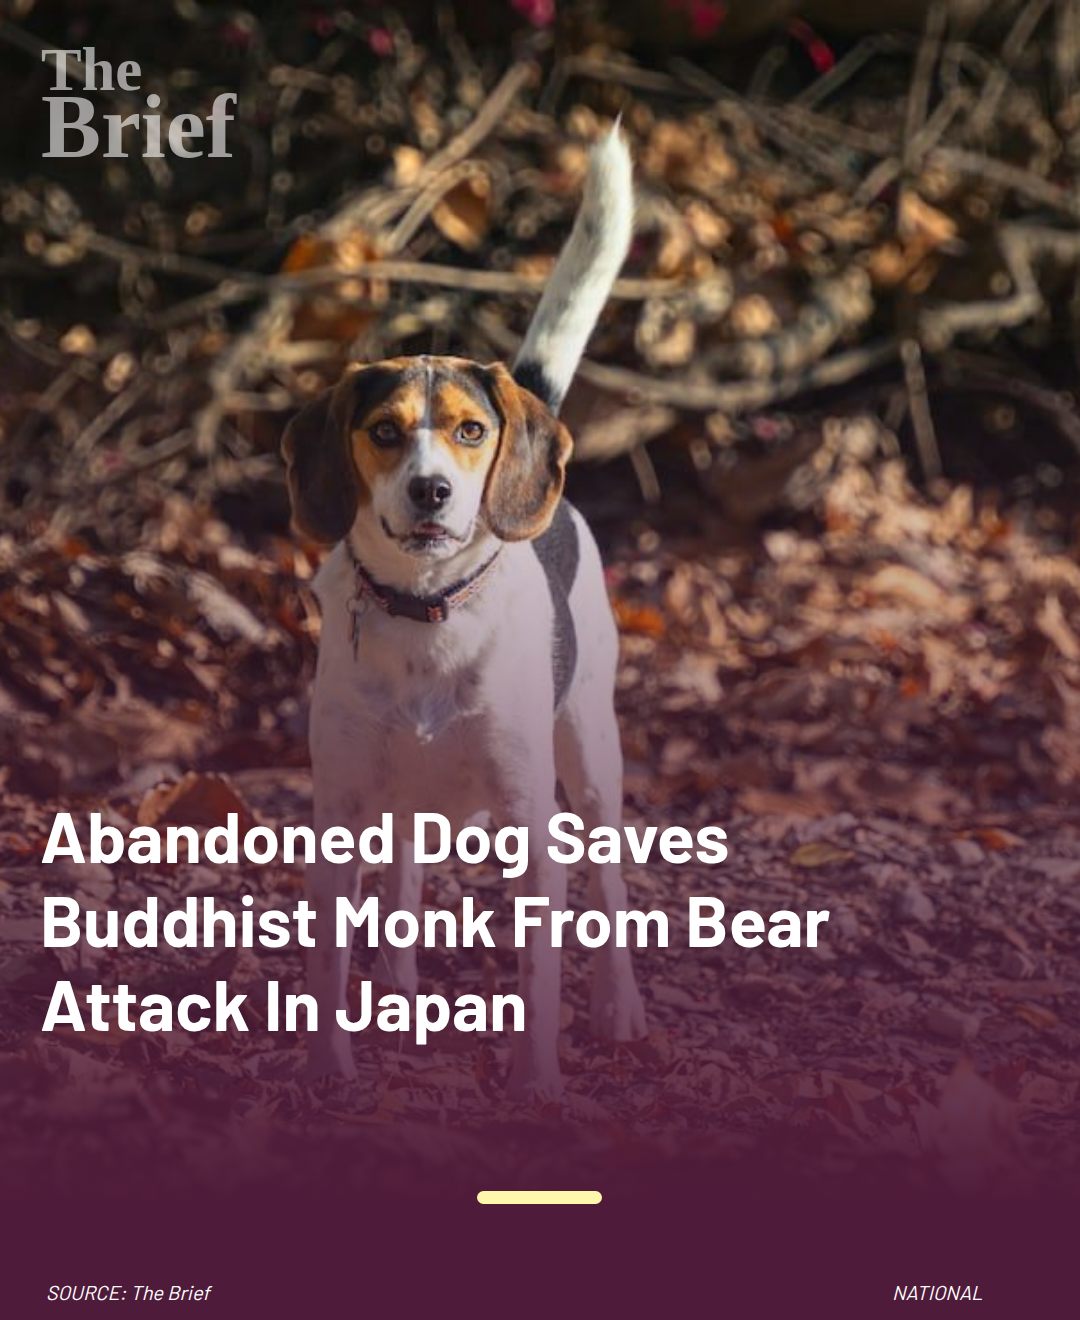 The
Brief
Abandoned Dog Saves
Buddhist Monk From Bear
Attack In Japan
SOURCE: The Brief
NATIONAL